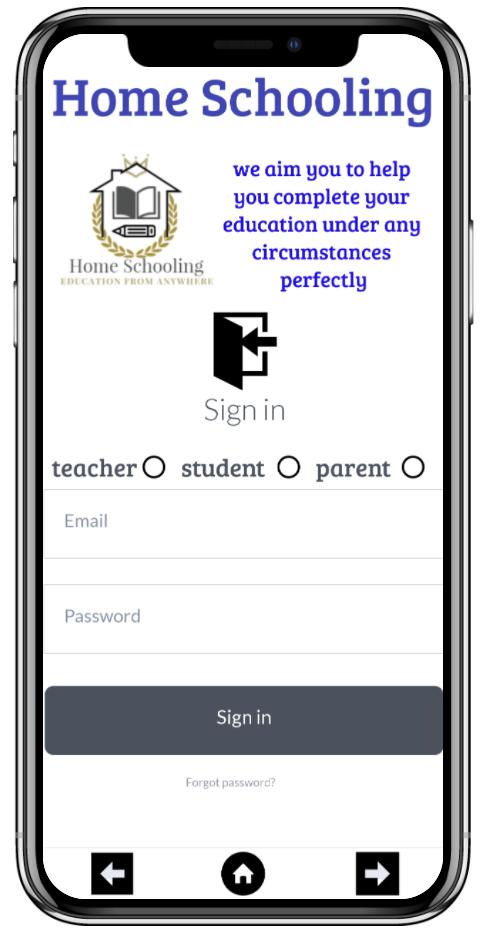 Home Schooling
we aim you to help
you complete your
education under any
circumstances
perfectly
Home Schooling
EDUCATION FROM ANYWHERE
Sign in
teacher student parent
Email
Password
Sign in
Forgot password?